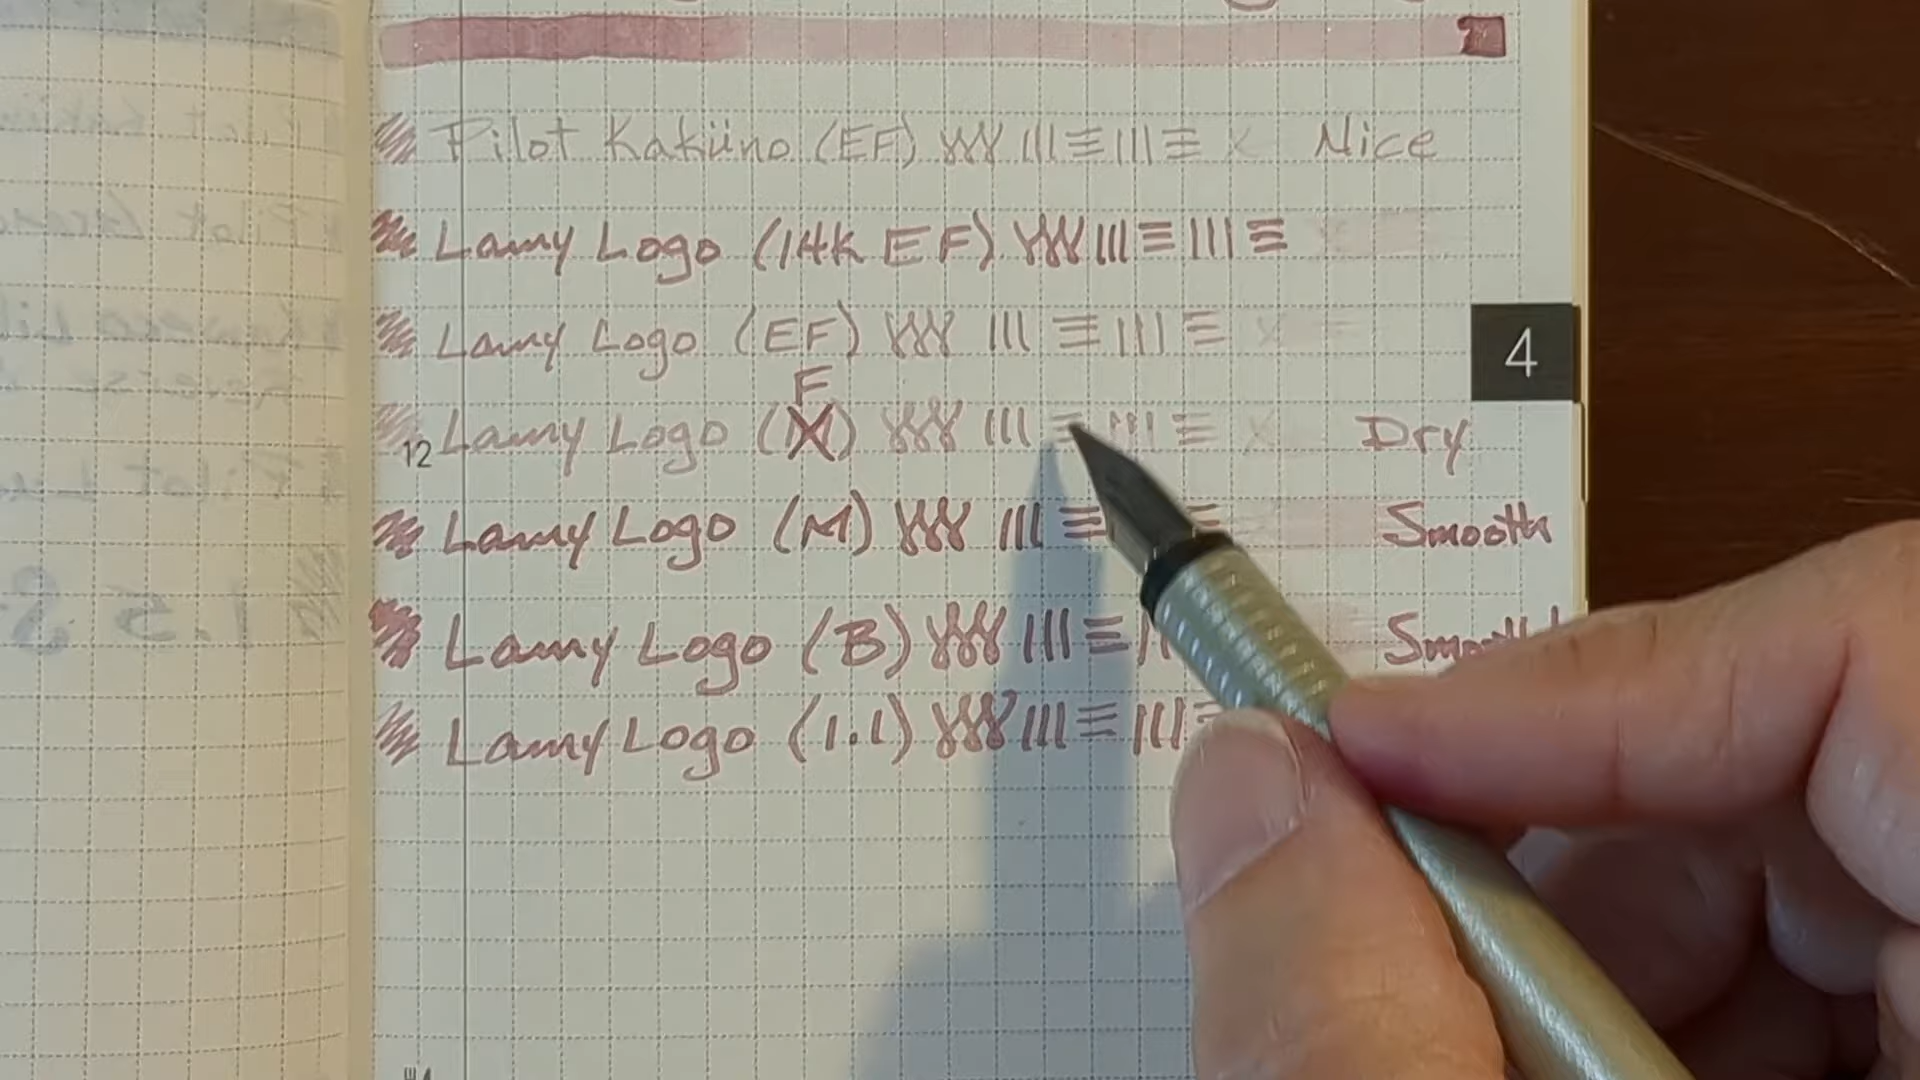 Pilot Kaküno (EF) Nice
Lamy Logo (14K EF)
Lamy Logo (EF)
4
F
12 Lamy Logo (X) Dry
Lamy Logo (M) Smooth
Lamy Logo (B)
Lamy Logo (1.1)